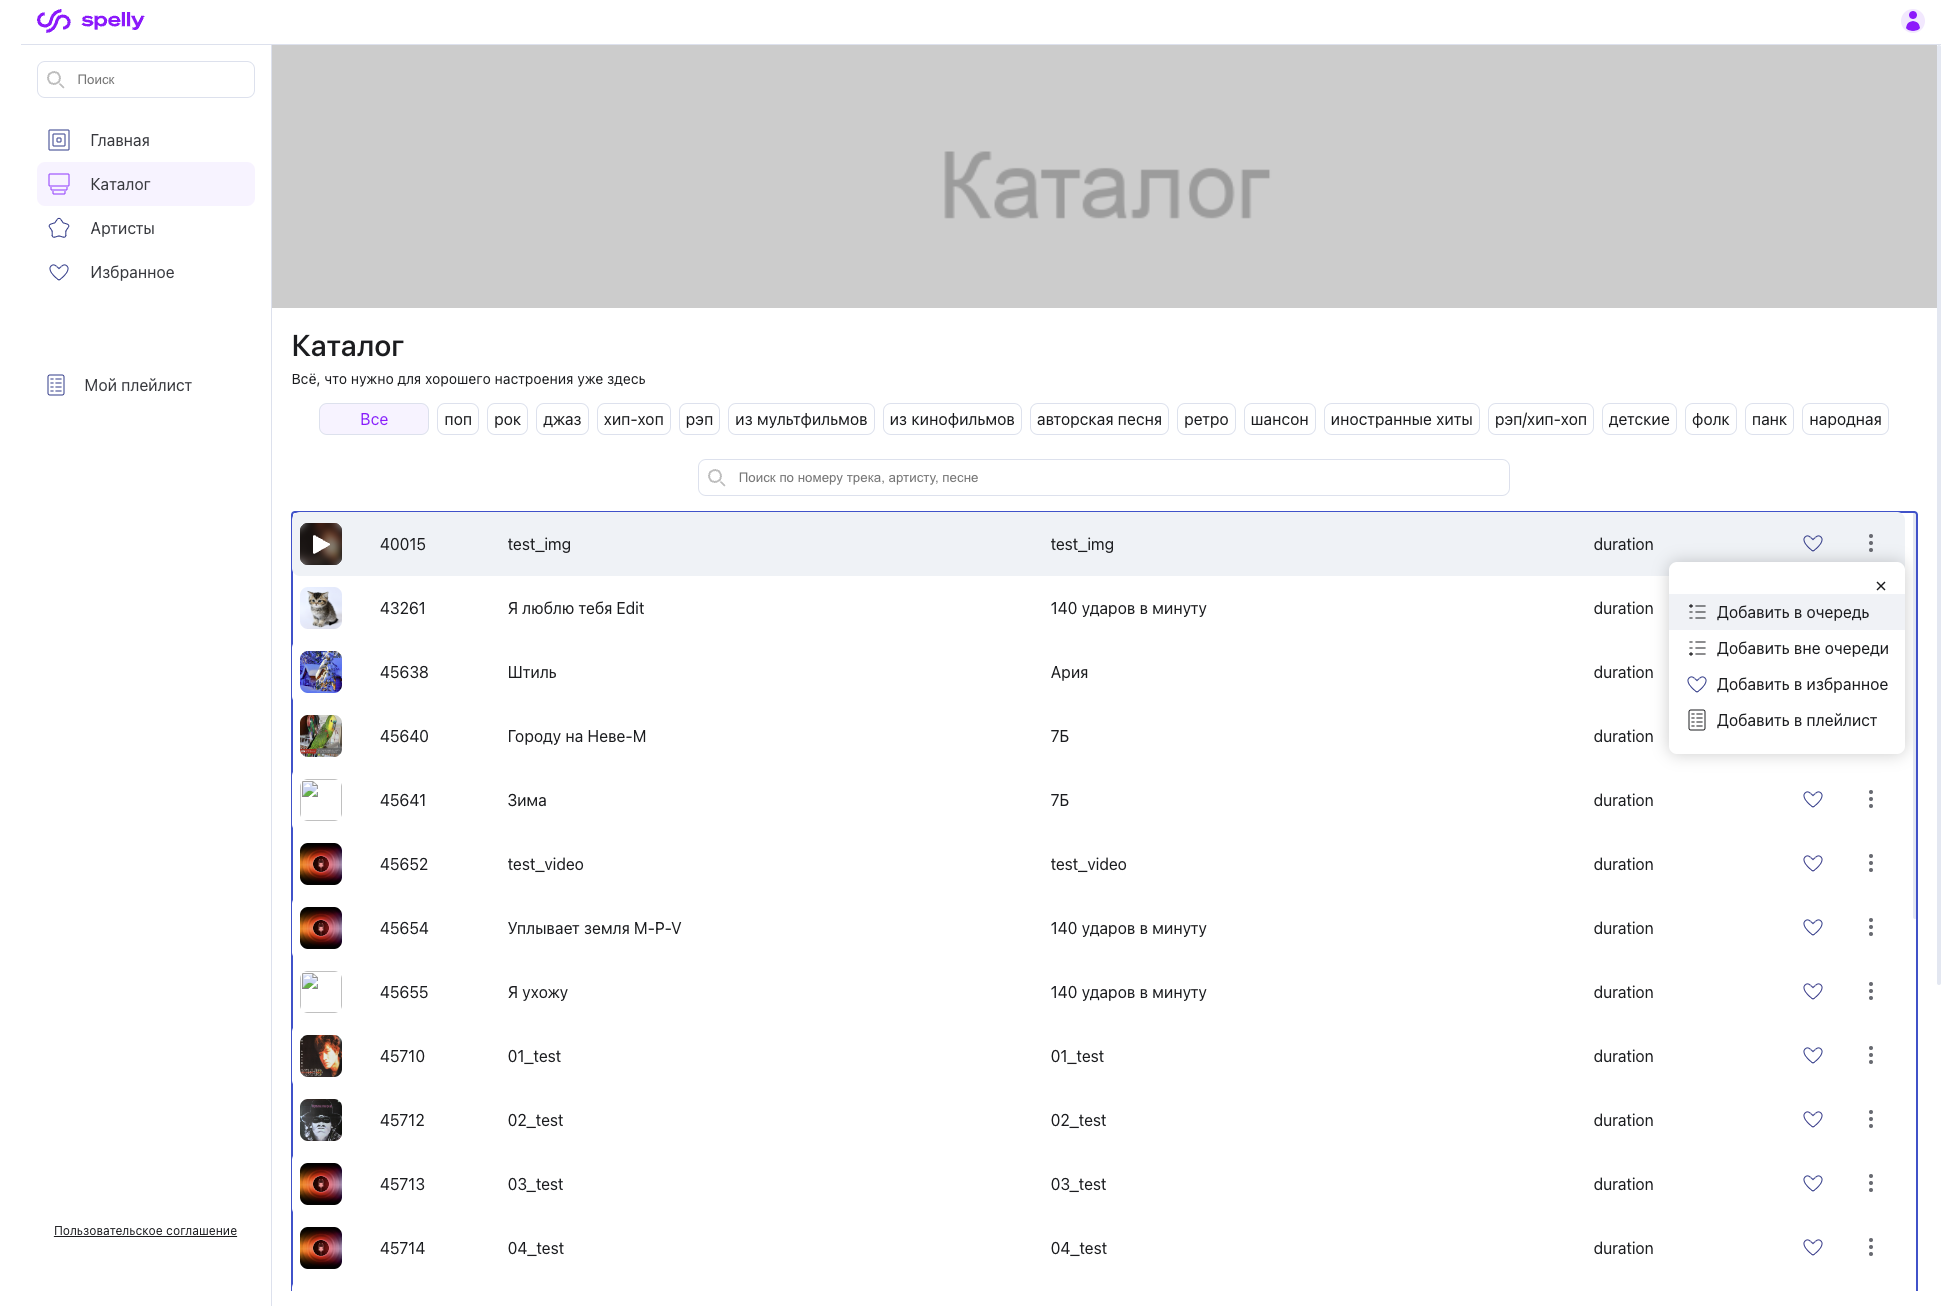 spelly
Поиск
Главная
Каталог
Артисты
Избранное
Мой плейлист
Пользовательское соглашение
Каталог
Каталог
Всё, что нужно для хорошего настроения уже здесь
Все поп рок джаз хип-хоп рэп из мультфильмов из кинофильмов авторская песня ретро шансон иностранные хиты рэп/хип-хоп детские фолк панк народная
Поиск по номеру трека, артисту, песне
40015 test_img test_img duration
43261 Я люблю тебя Edit 140 ударов в минуту duration
45638 Штиль Ария duration
45640 Городу на Неве-М 7Б duration
45641 Зима 7Б duration
45652 test_video test_video duration
45654 Уплывает земля M-P-V 140 ударов в минуту duration
45655 Я ухожу 140 ударов в минуту duration
45710 01_test 01_test duration
45712 02_test 02_test duration
45713 03_test 03_test duration
45714 04_test 04_test duration
×
Добавить в очередь
Добавить вне очереди
Добавить в избранное
Добавить в плейлист